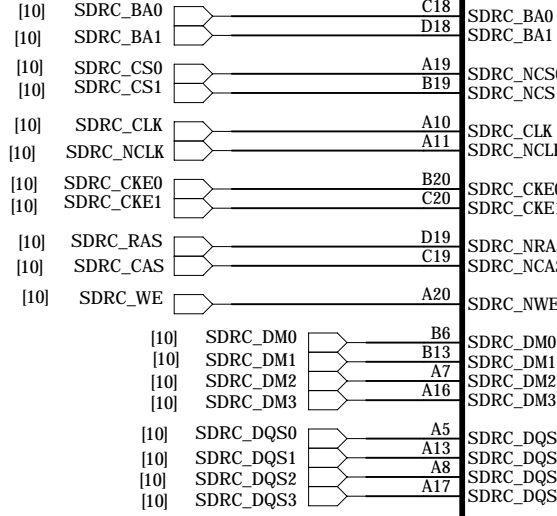 [10] SDRC_BA0 C18 SDRC_BA0
[10] SDRC_BA1 D18 SDRC_BA1
[10] SDRC_CS0 A19 SDRC_NCS0
[10] SDRC_CS1 B19 SDRC_NCS
[10] SDRC_CLK A10 SDRC_CLK
[10] SDRC_NCLK A11 SDRC_NCLK
[10] SDRC_CKE0 B20 SDRC_CKE0
[10] SDRC_CKE1 C20 SDRC_CKE1
[10] SDRC_RAS D19 SDRC_NRA
[10] SDRC_CAS C19 SDRC_NCAS
[10] SDRC_WE A20 SDRC_NWE
[10] SDRC_DM0 B6 SDRC_DM0
[10] SDRC_DM1 B13 SDRC_DM1
[10] SDRC_DM2 A7 SDRC_DM2
[10] SDRC_DM3 A16 SDRC_DM3
[10] SDRC_DQS0 A5 SDRC_DQS
[10] SDRC_DQS1 A13 SDRC_DQS
[10] SDRC_DQS2 A8 SDRC_DQS
[10] SDRC_DQS3 A17 SDRC_DQS